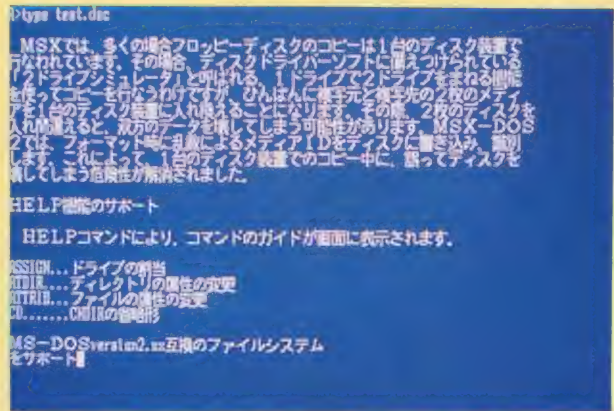 A>type test.doc
MSXでは、多くの場合フロッピーディスクのコピーは1台のディスク装置で
行なわれています。その場合、ディスクドライバーソフトに備えつけられている
「2ドライブシミュレータ」と呼ばれる、1ドライブで2ドライブをまねる機能
を使ってコピーを行なうわけですが、ひんぱんに複写元と複写先の2枚のメディ
アを1台のディスク装置に入れ換えることになります。その際、2枚のディスクを
入れ間違えると、双方のデータを壊してしまう可能性があります。MSX-DOS
2では、フォーマット時に乱数によるメディアIDをディスクに書き込み、識別
します。これによって、1台のディスク装置でのコピー中に、誤ってディスクを
壊してしまう危険性が解消されました。
HELP機能のサポート
HELPコマンドにより、コマンドのガイドが画面に表示されます。
ASSIGN...ドライブの割当
ATDIR...ディレクトリの属性の変更
ATTRIB...ファイルの属性の変更
CD.......CHDIRの省略形
MS-DOSversion2.xx互換のファイルシステム
をサポート